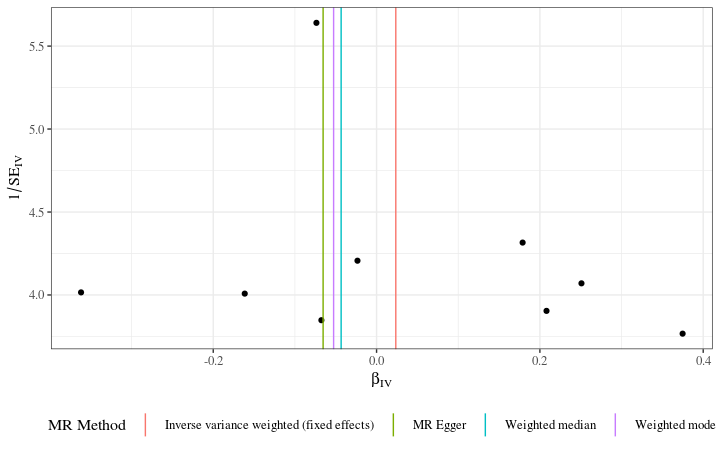 5.5
5.0
4.5
4.0
1/SE_IV
-0.2 0.0 0.2 0.4
β_IV
MR Method Inverse variance weighted (fixed effects) MR Egger Weighted median Weighted mode